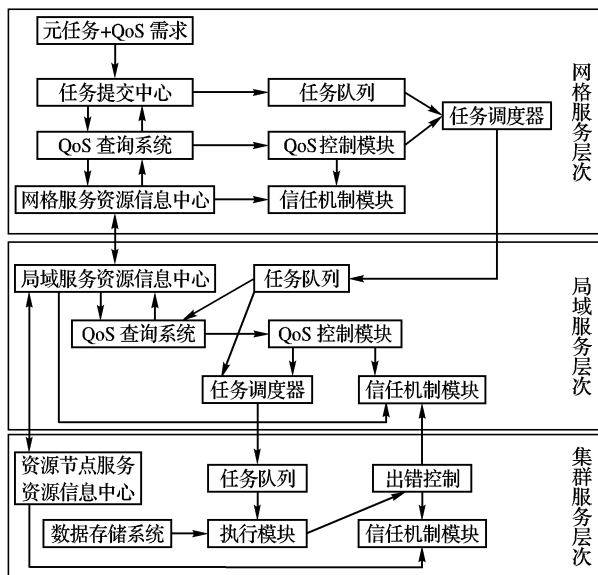 元任务+QoS 需求
任务提交中心
任务队列
任务调度器
QoS 查询系统
QoS 控制模块
网格服务资源信息中心
信任机制模块
网格服务层次
局域服务资源信息中心
任务队列
QoS 查询系统
QoS 控制模块
任务调度器
信任机制模块
局域服务层次
资源节点服务
资源信息中心
任务队列
出错控制
数据存储系统
执行模块
信任机制模块
集群服务层次